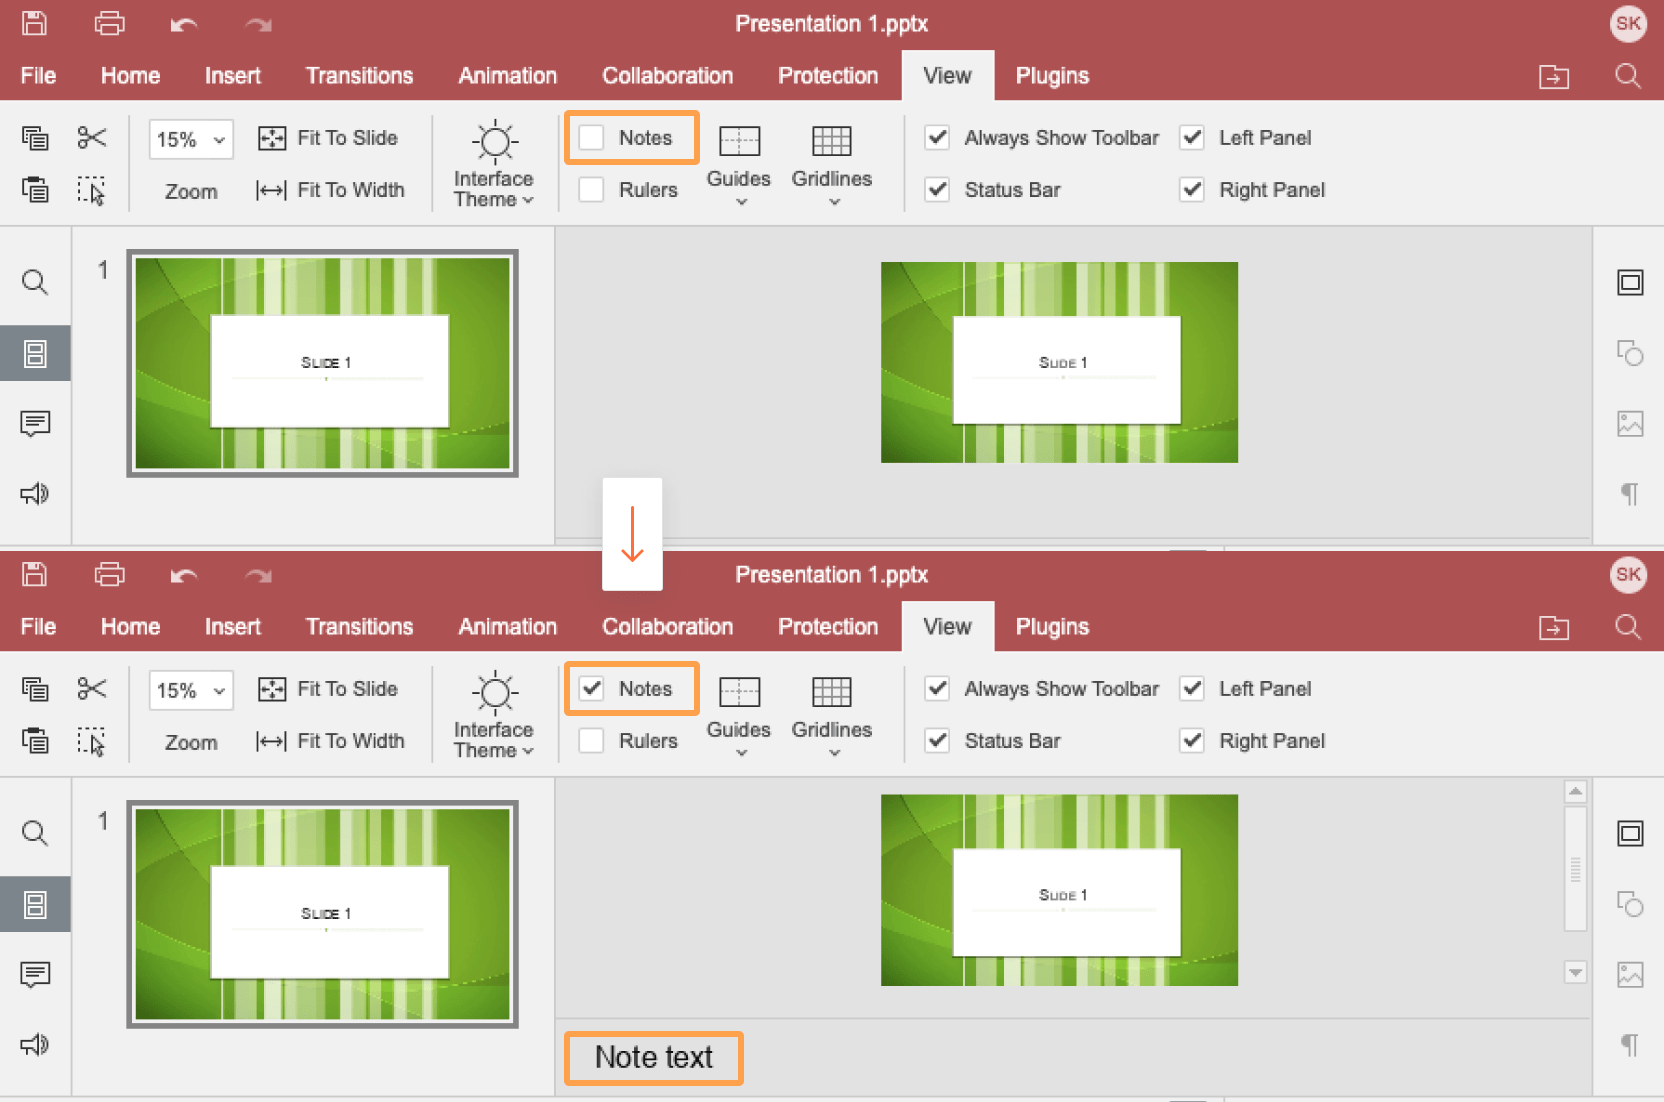 Presentation 1.pptx
SK
File Home Insert Transitions Animation Collaboration Protection View Plugins
15% Fit To Slide Notes Always Show Toolbar Left Panel
Interface Guides Gridlines
Zoom Fit To Width Theme Rulers Status Bar Right Panel
1
SLIDE 1
SLIDE 1
Presentation 1.pptx
SK
File Home Insert Transitions Animation Collaboration Protection View Plugins
15% Fit To Slide Notes Always Show Toolbar Left Panel
Interface Guides Gridlines
Zoom Fit To Width Theme Rulers Status Bar Right Panel
1
SLIDE 1
SLIDE 1
Note text